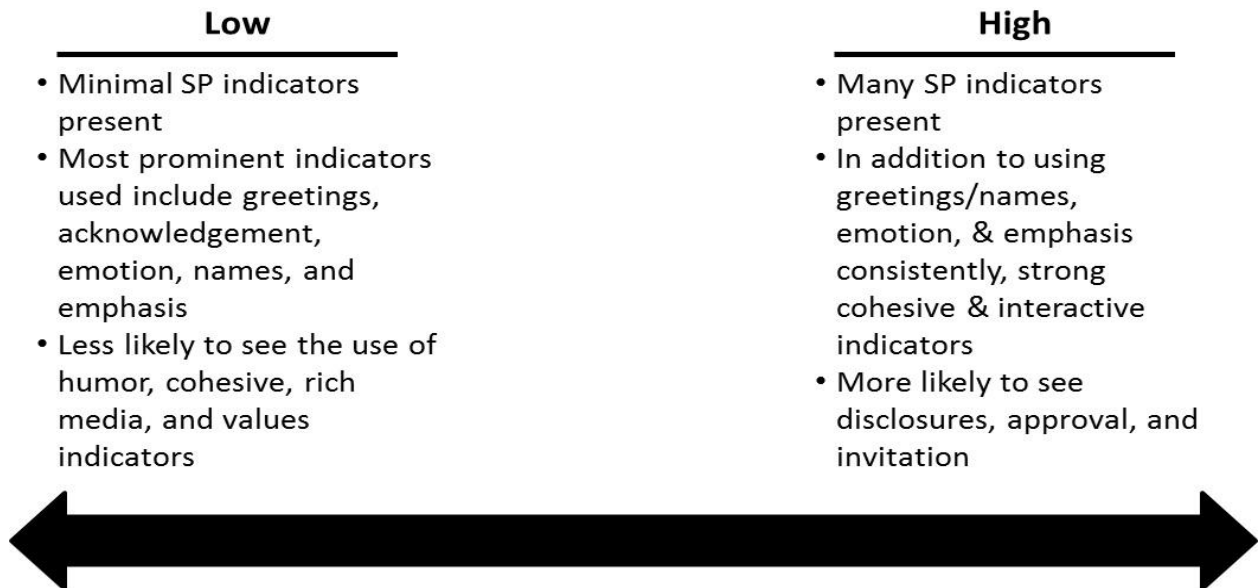 Low
• Minimal SP indicators
present
• Most prominent indicators
used include greetings,
acknowledgement,
emotion, names, and
emphasis
• Less likely to see the use of
humor, cohesive, rich
media, and values
indicators
High
• Many SP indicators
present
• In addition to using
greetings/names,
emotion, & emphasis
consistently, strong
cohesive & interactive
indicators
• More likely to see
disclosures, approval, and
invitation